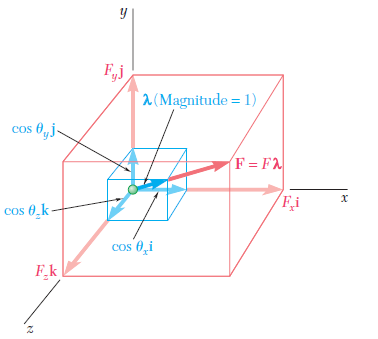 y
F_y j
λ (Magnitude = 1)
cos θ_y j
F = Fλ
x
F_x i
cos θ_z k
cos θ_x i
F_z k
z